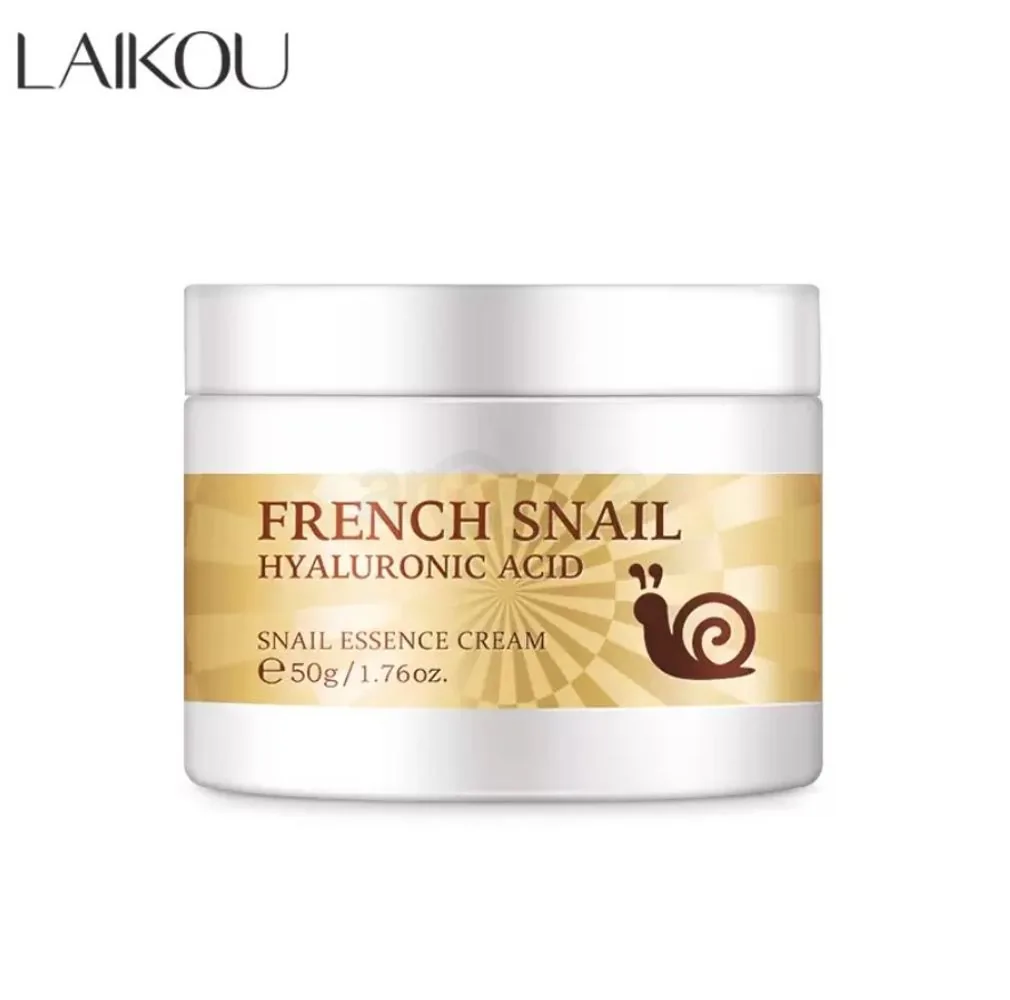 LAIKOU
FRENCH SNAIL
HYALURONIC ACID
SNAIL ESSENCE CREAM
℮50g/1.76oz.